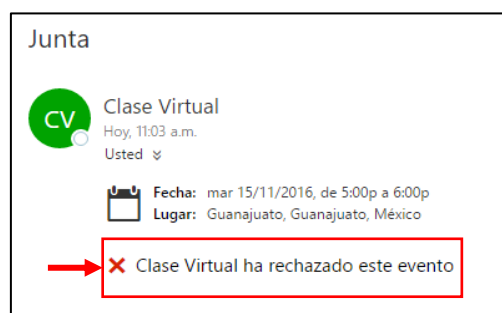 Junta
CV
Clase Virtual
Hoy, 11:03 a.m.
Usted
Fecha: mar 15/11/2016, de 5:00p a 6:00p
Lugar: Guanajuato, Guanajuato, México
Clase Virtual ha rechazado este evento